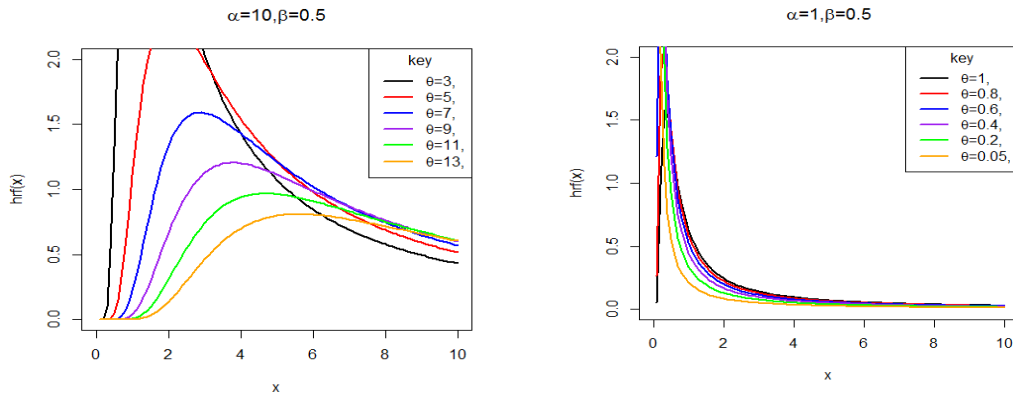 α=10,β=0.5
hrf(x)
2.0
1.5
1.0
0.5
0.0
0 2 4 6 8 10
x
key
θ=3,
θ=5,
θ=7,
θ=9,
θ=11,
θ=13,
α=1,β=0.5
hrf(x)
2.0
1.5
1.0
0.5
0.0
0 2 4 6 8 10
x
key
θ=1,
θ=0.8,
θ=0.6,
θ=0.4,
θ=0.2,
θ=0.05,